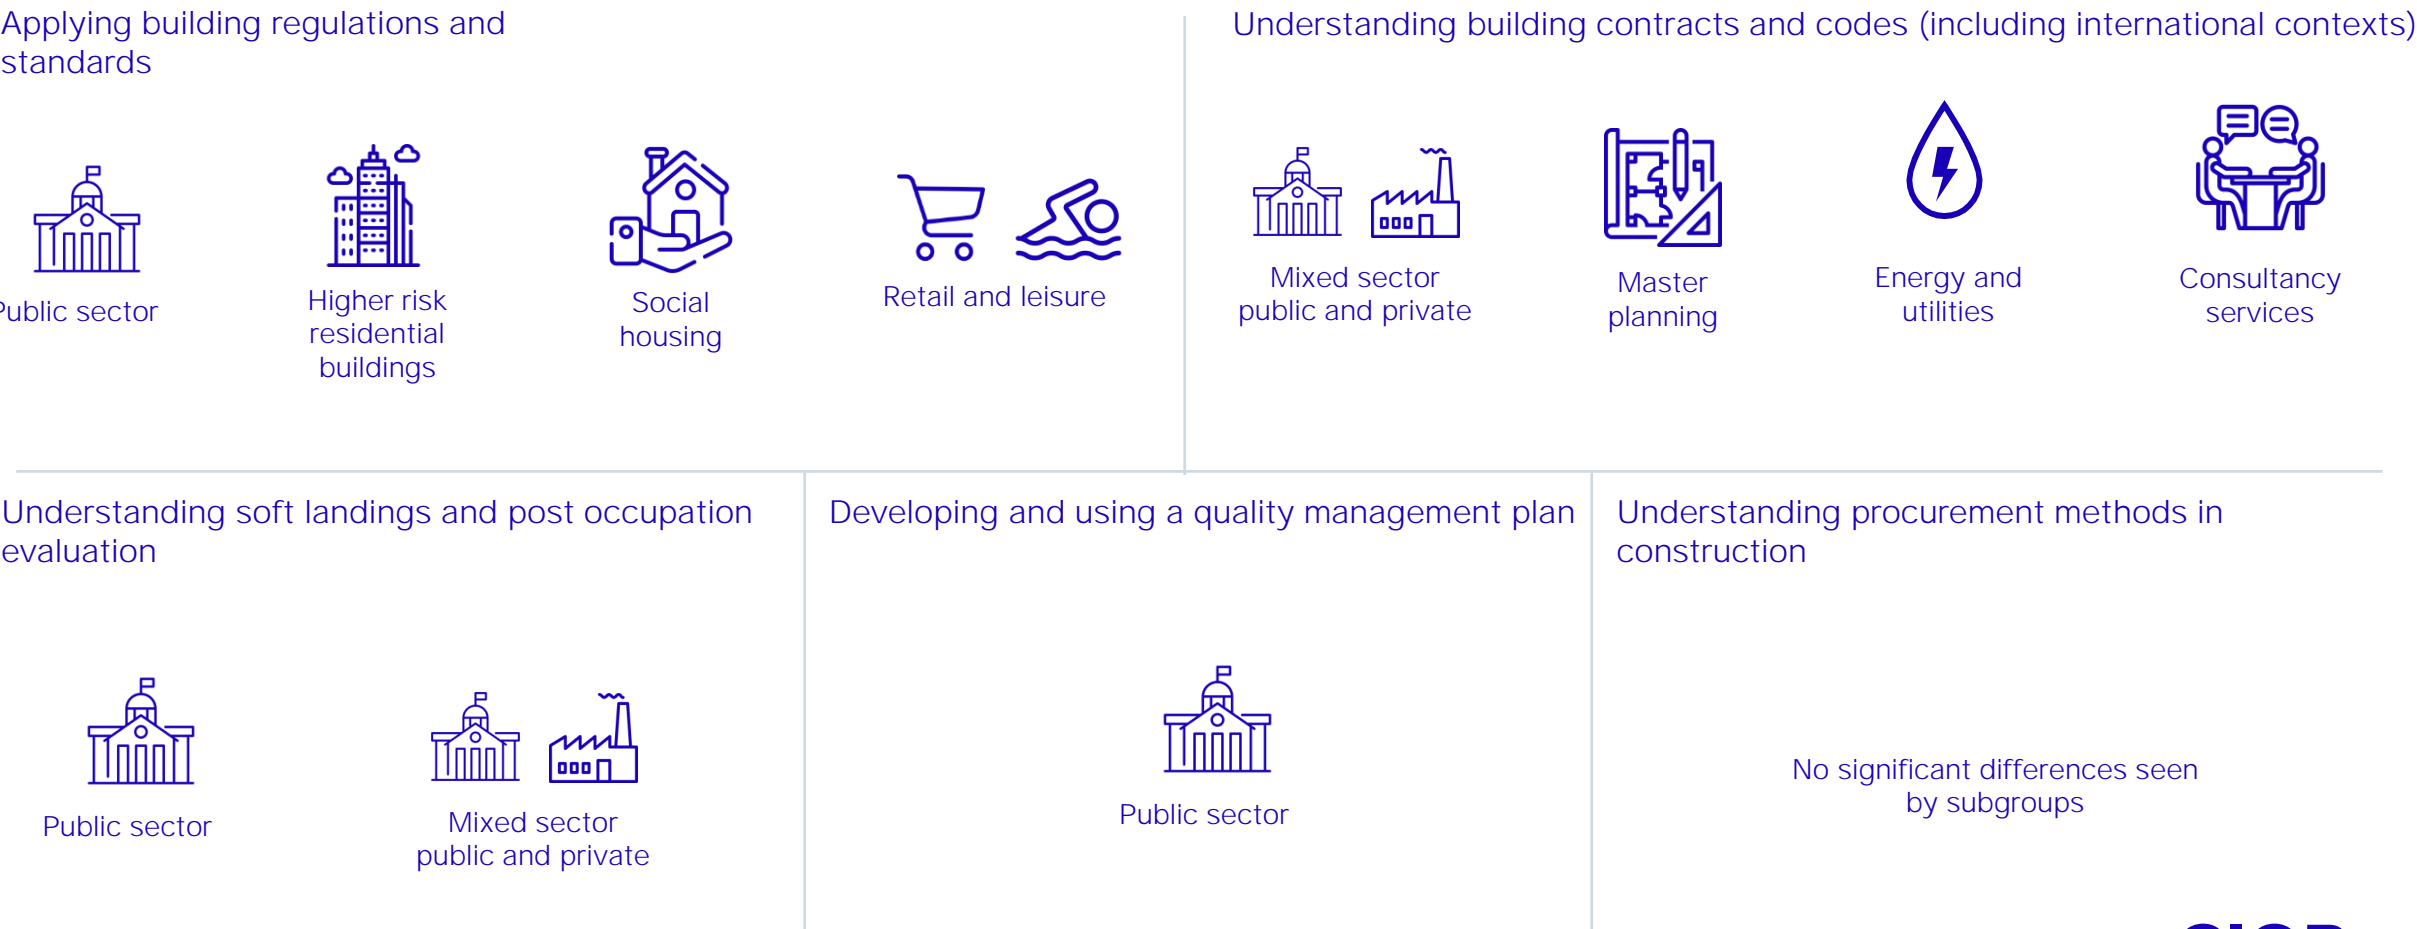 Applying building regulations and
standards
Public sector
Higher risk
residential
buildings
Social
housing
Retail and leisure
Understanding building contracts and codes (including international contexts)
Mixed sector
public and private
Master
planning
Energy and
utilities
Consultancy
services
Understanding soft landings and post occupation
evaluation
Public sector
Mixed sector
public and private
Developing and using a quality management plan
Public sector
Understanding procurement methods in
construction
No significant differences seen
by subgroups